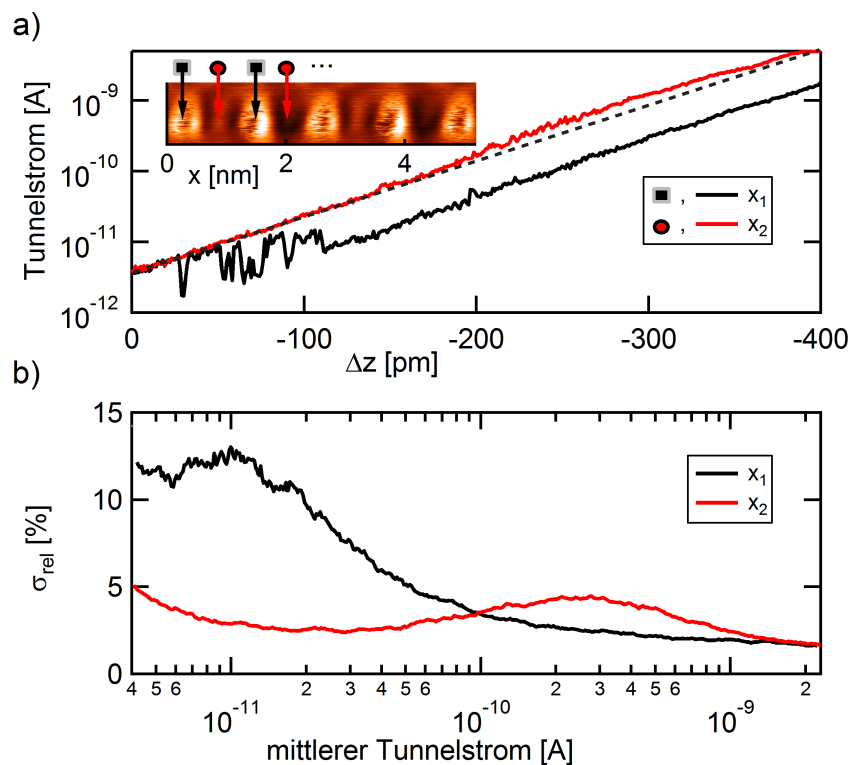 a)
Tunnelstrom [A]
10⁻⁹
10⁻¹⁰
10⁻¹¹
10⁻¹²
...
0 2 4
x [nm]
, x₁
, x₂
0 -100 -200 -300 -400
Δz [pm]
b)
σrel [%]
15
10
5
0
x₁
x₂
4 5 6 2 3 4 5 6 2 3 4 5 6 2
10⁻¹¹ 10⁻¹⁰ 10⁻⁹
mittlerer Tunnelstrom [A]